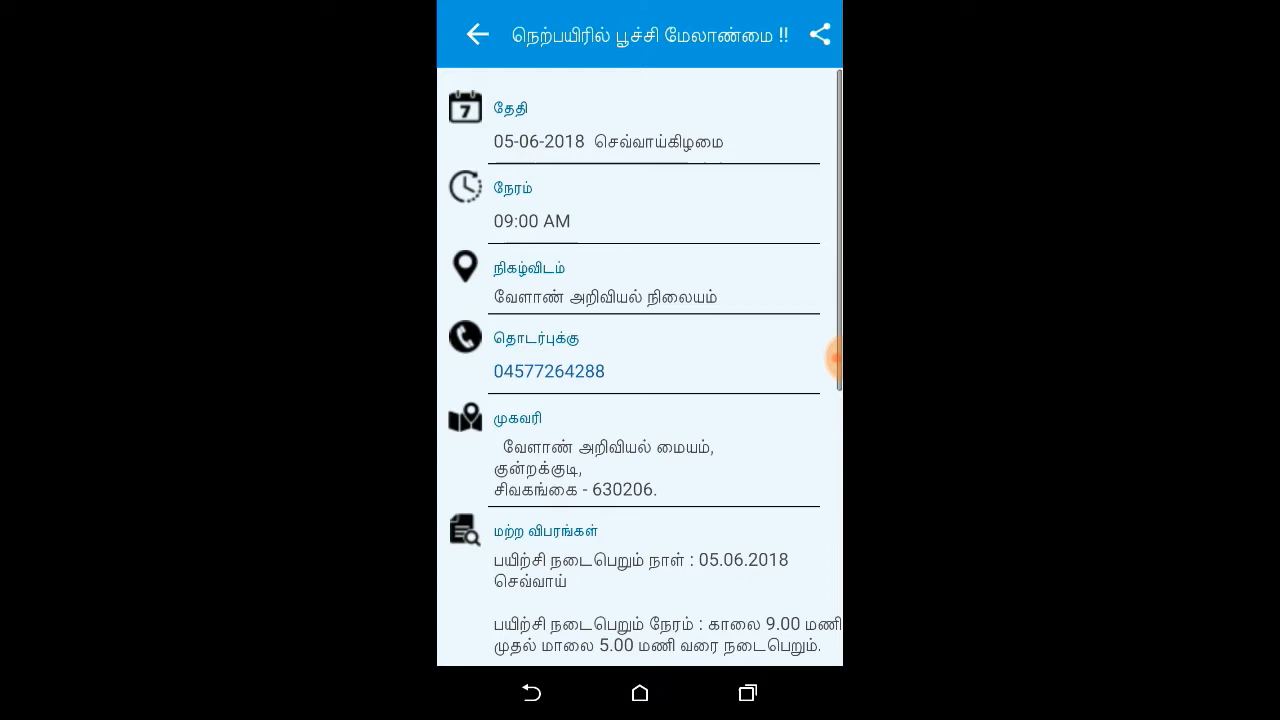 நெற்பயிரில் பூச்சி மேலாண்மை !!
7
தேதி
05-06-2018 செவ்வாய்கிழமை
நேரம்
09:00 AM
நிகழ்விடம்
வேளாண் அறிவியல் நிலையம்
தொடர்புக்கு
04577264288
முகவரி
வேளாண் அறிவியல் மையம்,
குன்றக்குடி,
சிவகங்கை - 630206.
மற்ற விபரங்கள்
பயிற்சி நடைபெறும் நாள் : 05.06.2018
செவ்வாய்
பயிற்சி நடைபெறும் நேரம் : காலை 9.00 மணி
முதல் மாலை 5.00 மணி வரை நடைபெறும்.